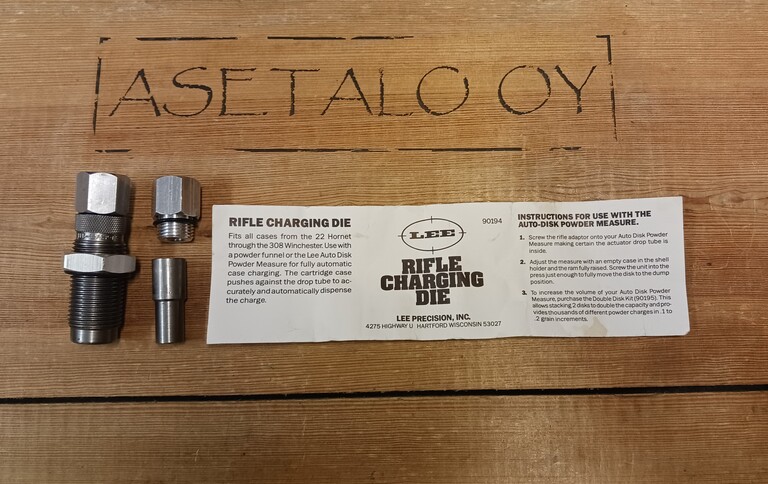 ASETALO OY
RIFLE CHARGING DIE
Fits all cases from the 22 Hornet
through the 308 Winchester. Use with
a powder funnel or the Lee Auto Disk
Powder Measure for fully automatic
case charging. The cartridge case
pushes against the drop tube to ac-
curately and automatically dispense
the charge.
90194
LEE
RIFLE
CHARGING
DIE
LEE PRECISION, INC.
4275 HIGHWAY U HARTFORD WISCONSIN 53027
INSTRUCTIONS FOR USE WITH THE
AUTO-DISK POWDER MEASURE.
1. Screw the rifle adaptor onto your Auto Disk Powder
Measure making certain the actuator drop tube is
inside.
2. Adjust the measure with an empty case in the shell
holder and the ram fully raised. Screw the unit into the
press just enough to fully move the disk to the dump
position.
3. To increase the volume of your Auto Disk Powder
Measure, purchase the Double Disk Kit (90195). This
allows stacking 2 disks to double the capacity and pro-
vides thousands of different powder charges in .1 to
.2 grain increments.